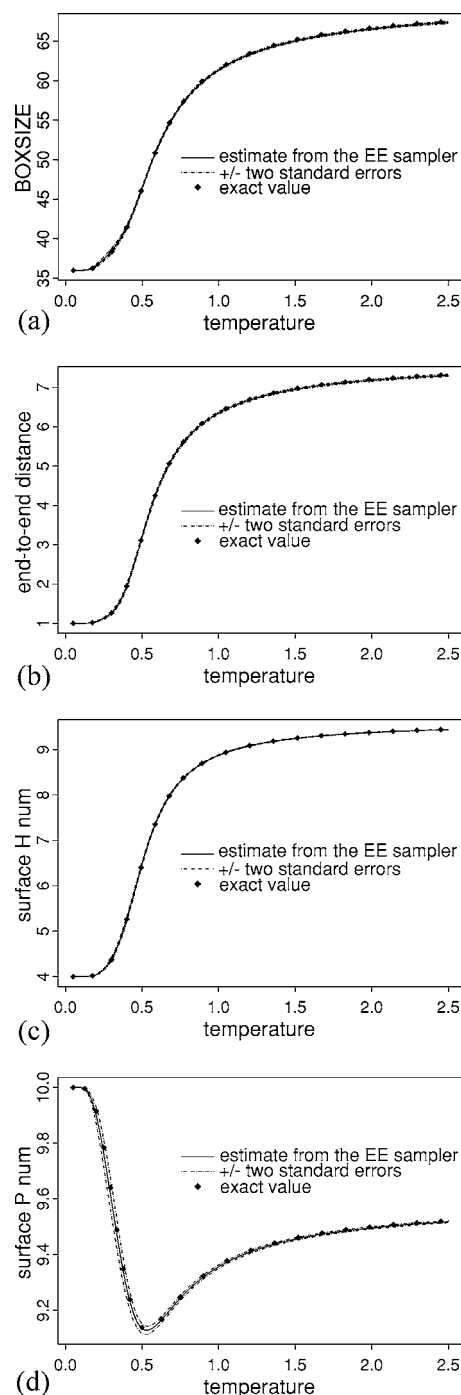 65
60
55
50
45
40
35
BOXSIZE
estimate from the EE sampler
+/- two standard errors
exact value
0.0 0.5 1.0 1.5 2.0 2.5
(a) temperature
7
6
5
4
3
2
1
end-to-end distance
estimate from the EE sampler
+/- two standard errors
exact value
0.0 0.5 1.0 1.5 2.0 2.5
(b) temperature
9
8
7
6
5
4
surface H num
estimate from the EE sampler
+/- two standard errors
exact value
0.0 0.5 1.0 1.5 2.0 2.5
(c) temperature
10.0
9.8
9.6
9.4
9.2
surface P num
estimate from the EE sampler
+/- two standard errors
exact value
0.0 0.5 1.0 1.5 2.0 2.5
(d) temperature